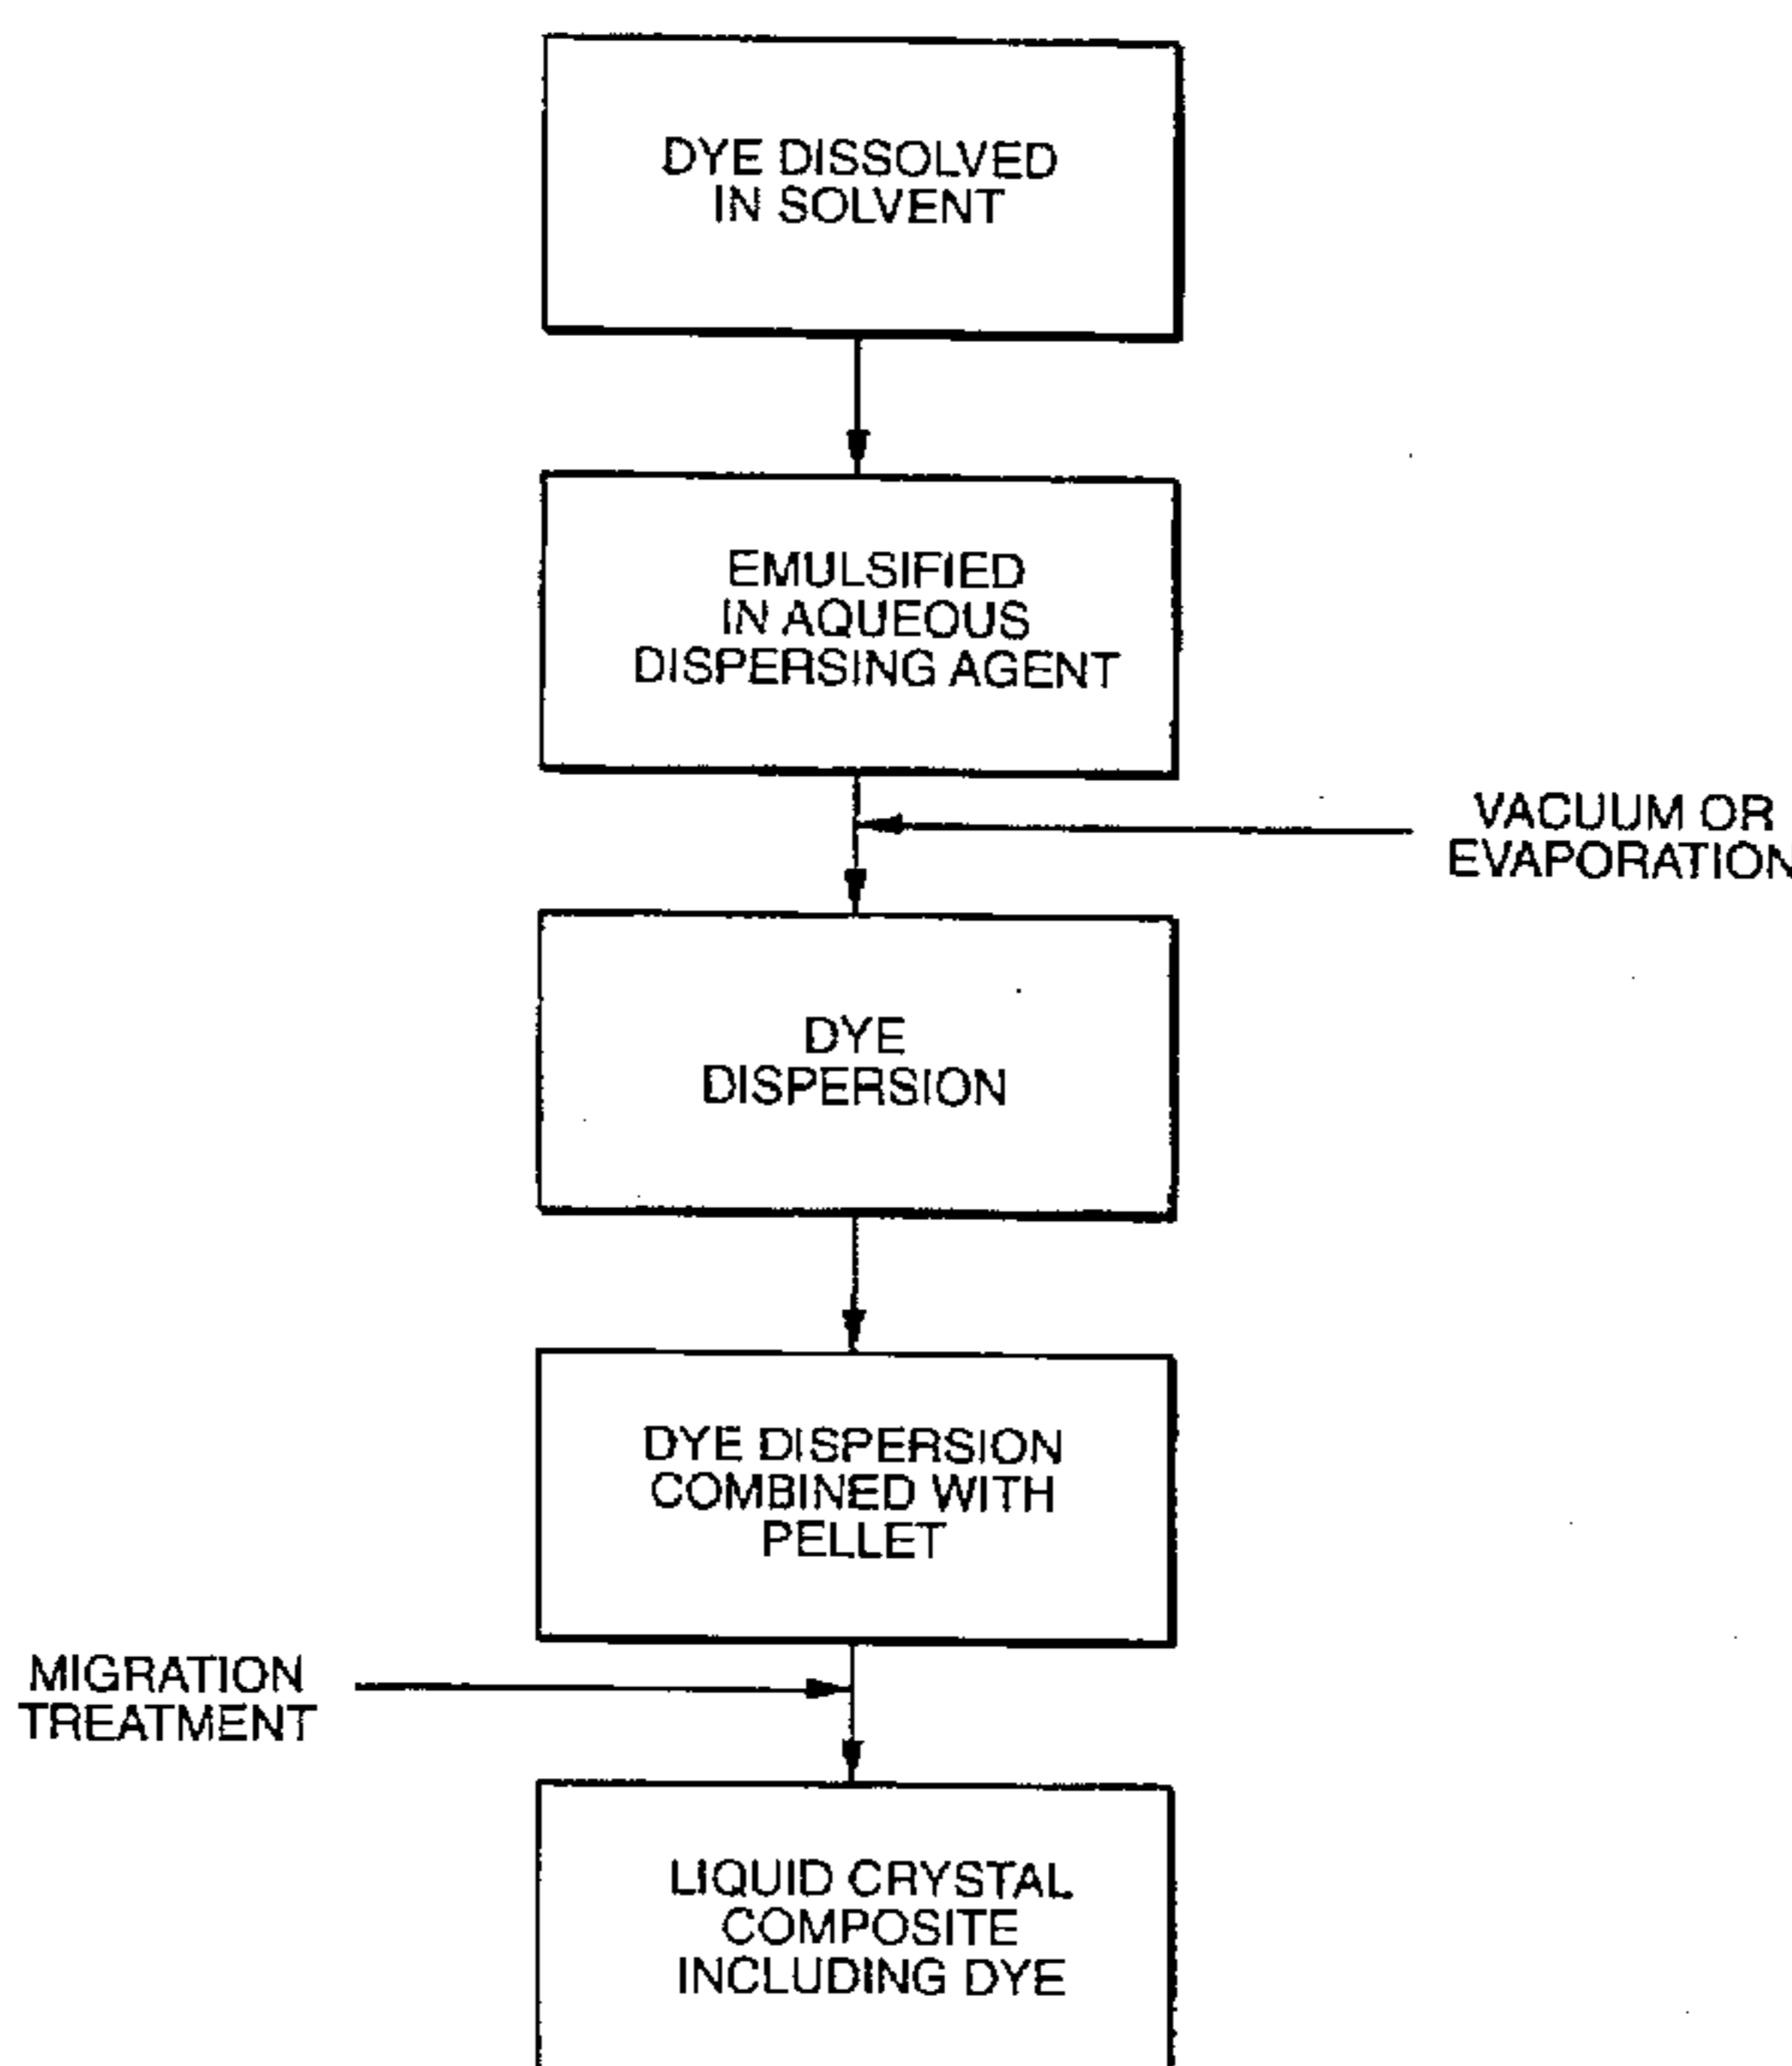 DYE DISSOLVED
IN SOLVENT
EMULSIFIED
IN AQUEOUS
DISPERSING AGENT
VACUUM OR
EVAPORATION
DYE
DISPERSION
DYE DISPERSION
COMBINED WITH
PELLET
MIGRATION
TREATMENT
LIQUID CRYSTAL
COMPOSITE
INCLUDING DYE